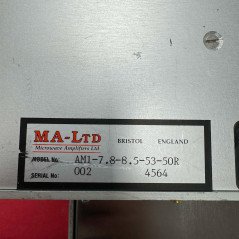 MA-LTD BRISTOL ENGLAND
Microwave Amplifiers Ltd
MODEL No: AM1-7.8-8.5-53-50R
SERIAL No: 002 4564